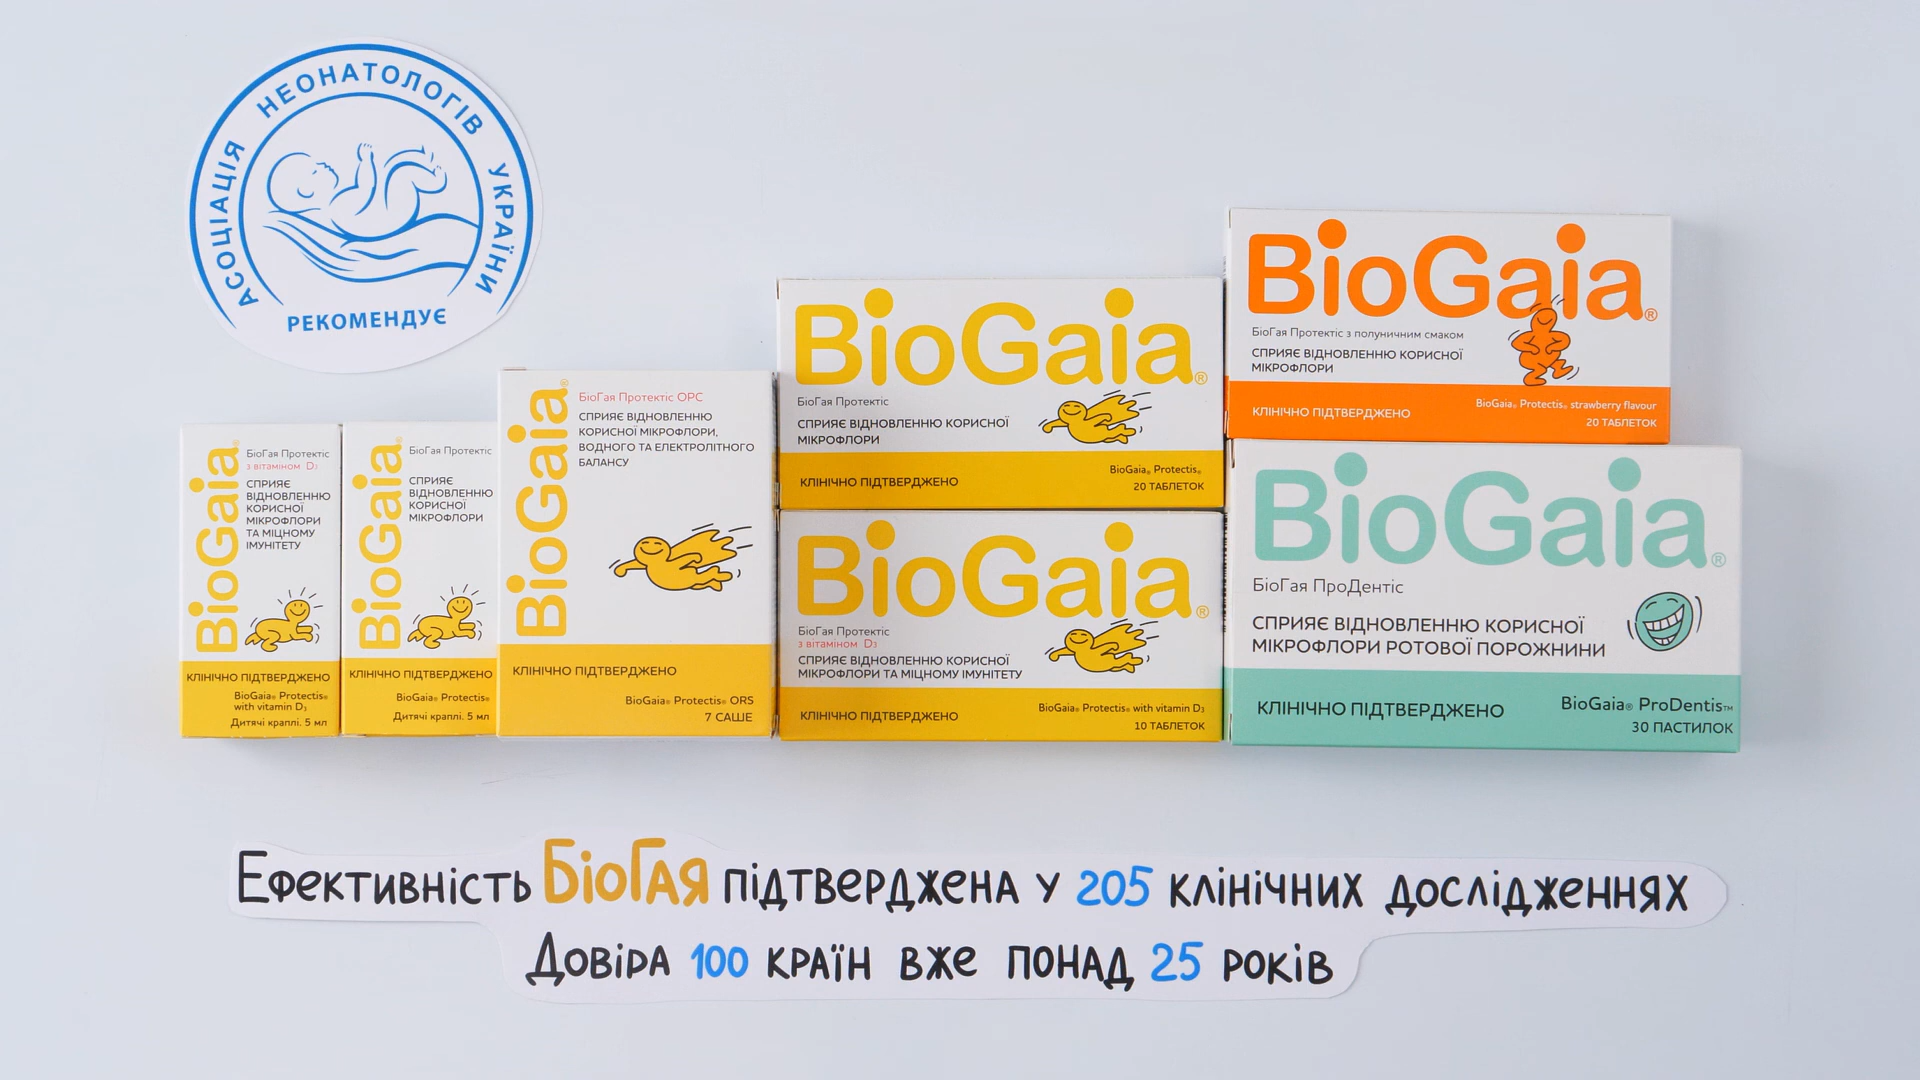 АСОЦІАЦІЯ НЕОНАТОЛОГІВ УКРАЇНИ
РЕКОМЕНДУЄ
BioGaia®
БіоГая Протектіс
з вітаміном D₃
СПРИЯЄ
ВІДНОВЛЕННЮ
КОРИСНОЇ
МІКРОФЛОРИ
ТА МІЦНОМУ
ІМУНІТЕТУ
КЛІНІЧНО ПІДТВЕРДЖЕНО
BioGaia® Protectis®
with vitamin D₃
Дитячі краплі. 5 мл
BioGaia®
БіоГая Протектіс
СПРИЯЄ
ВІДНОВЛЕННЮ
КОРИСНОЇ
МІКРОФЛОРИ
КЛІНІЧНО ПІДТВЕРДЖЕНО
BioGaia® Protectis®
Дитячі краплі. 5 мл
BioGaia®
БіоГая Протектіс ОРС
СПРИЯЄ ВІДНОВЛЕННЮ
КОРИСНОЇ МІКРОФЛОРИ,
ВОДНОГО ТА ЕЛЕКТРОЛІТНОГО
БАЛАНСУ
КЛІНІЧНО ПІДТВЕРДЖЕНО
BioGaia® Protectis® ORS
7 САШЕ
BioGaia®
БіоГая Протектіс
СПРИЯЄ ВІДНОВЛЕННЮ КОРИСНОЇ
МІКРОФЛОРИ
КЛІНІЧНО ПІДТВЕРДЖЕНО
BioGaia® Protectis®
20 ТАБЛЕТОК
BioGaia®
БіоГая Протектіс
з вітаміном D₃
СПРИЯЄ ВІДНОВЛЕННЮ КОРИСНОЇ
МІКРОФЛОРИ ТА МІЦНОМУ ІМУНІТЕТУ
КЛІНІЧНО ПІДТВЕРДЖЕНО
BioGaia® Protectis® with vitamin D₃
10 ТАБЛЕТОК
BioGaia®
БіоГая Протектіс з полуничним смаком
СПРИЯЄ ВІДНОВЛЕННЮ КОРИСНОЇ
МІКРОФЛОРИ
КЛІНІЧНО ПІДТВЕРДЖЕНО
BioGaia® Protectis® strawberry flavour
20 ТАБЛЕТОК
BioGaia®
БіоГая ПроДентіс
СПРИЯЄ ВІДНОВЛЕННЮ КОРИСНОЇ
МІКРОФЛОРИ РОТОВОЇ ПОРОЖНИНИ
КЛІНІЧНО ПІДТВЕРДЖЕНО
BioGaia® ProDentis™
30 ПАСТИЛОК
Ефективність БіоГая підтверджена у 205 клінічних дослідженнях
Довіра 100 країн вже понад 25 років